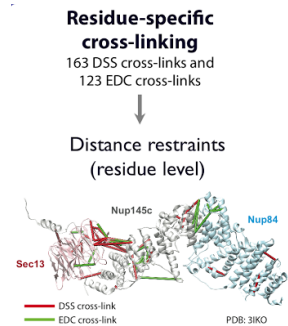 Residue-specific
cross-linking
163 DSS cross-links and
123 EDC cross-links
Distance restraints
(residue level)
Nup145c
Nup84
Sec13
DSS cross-link
EDC cross-link
PDB: 3IKO